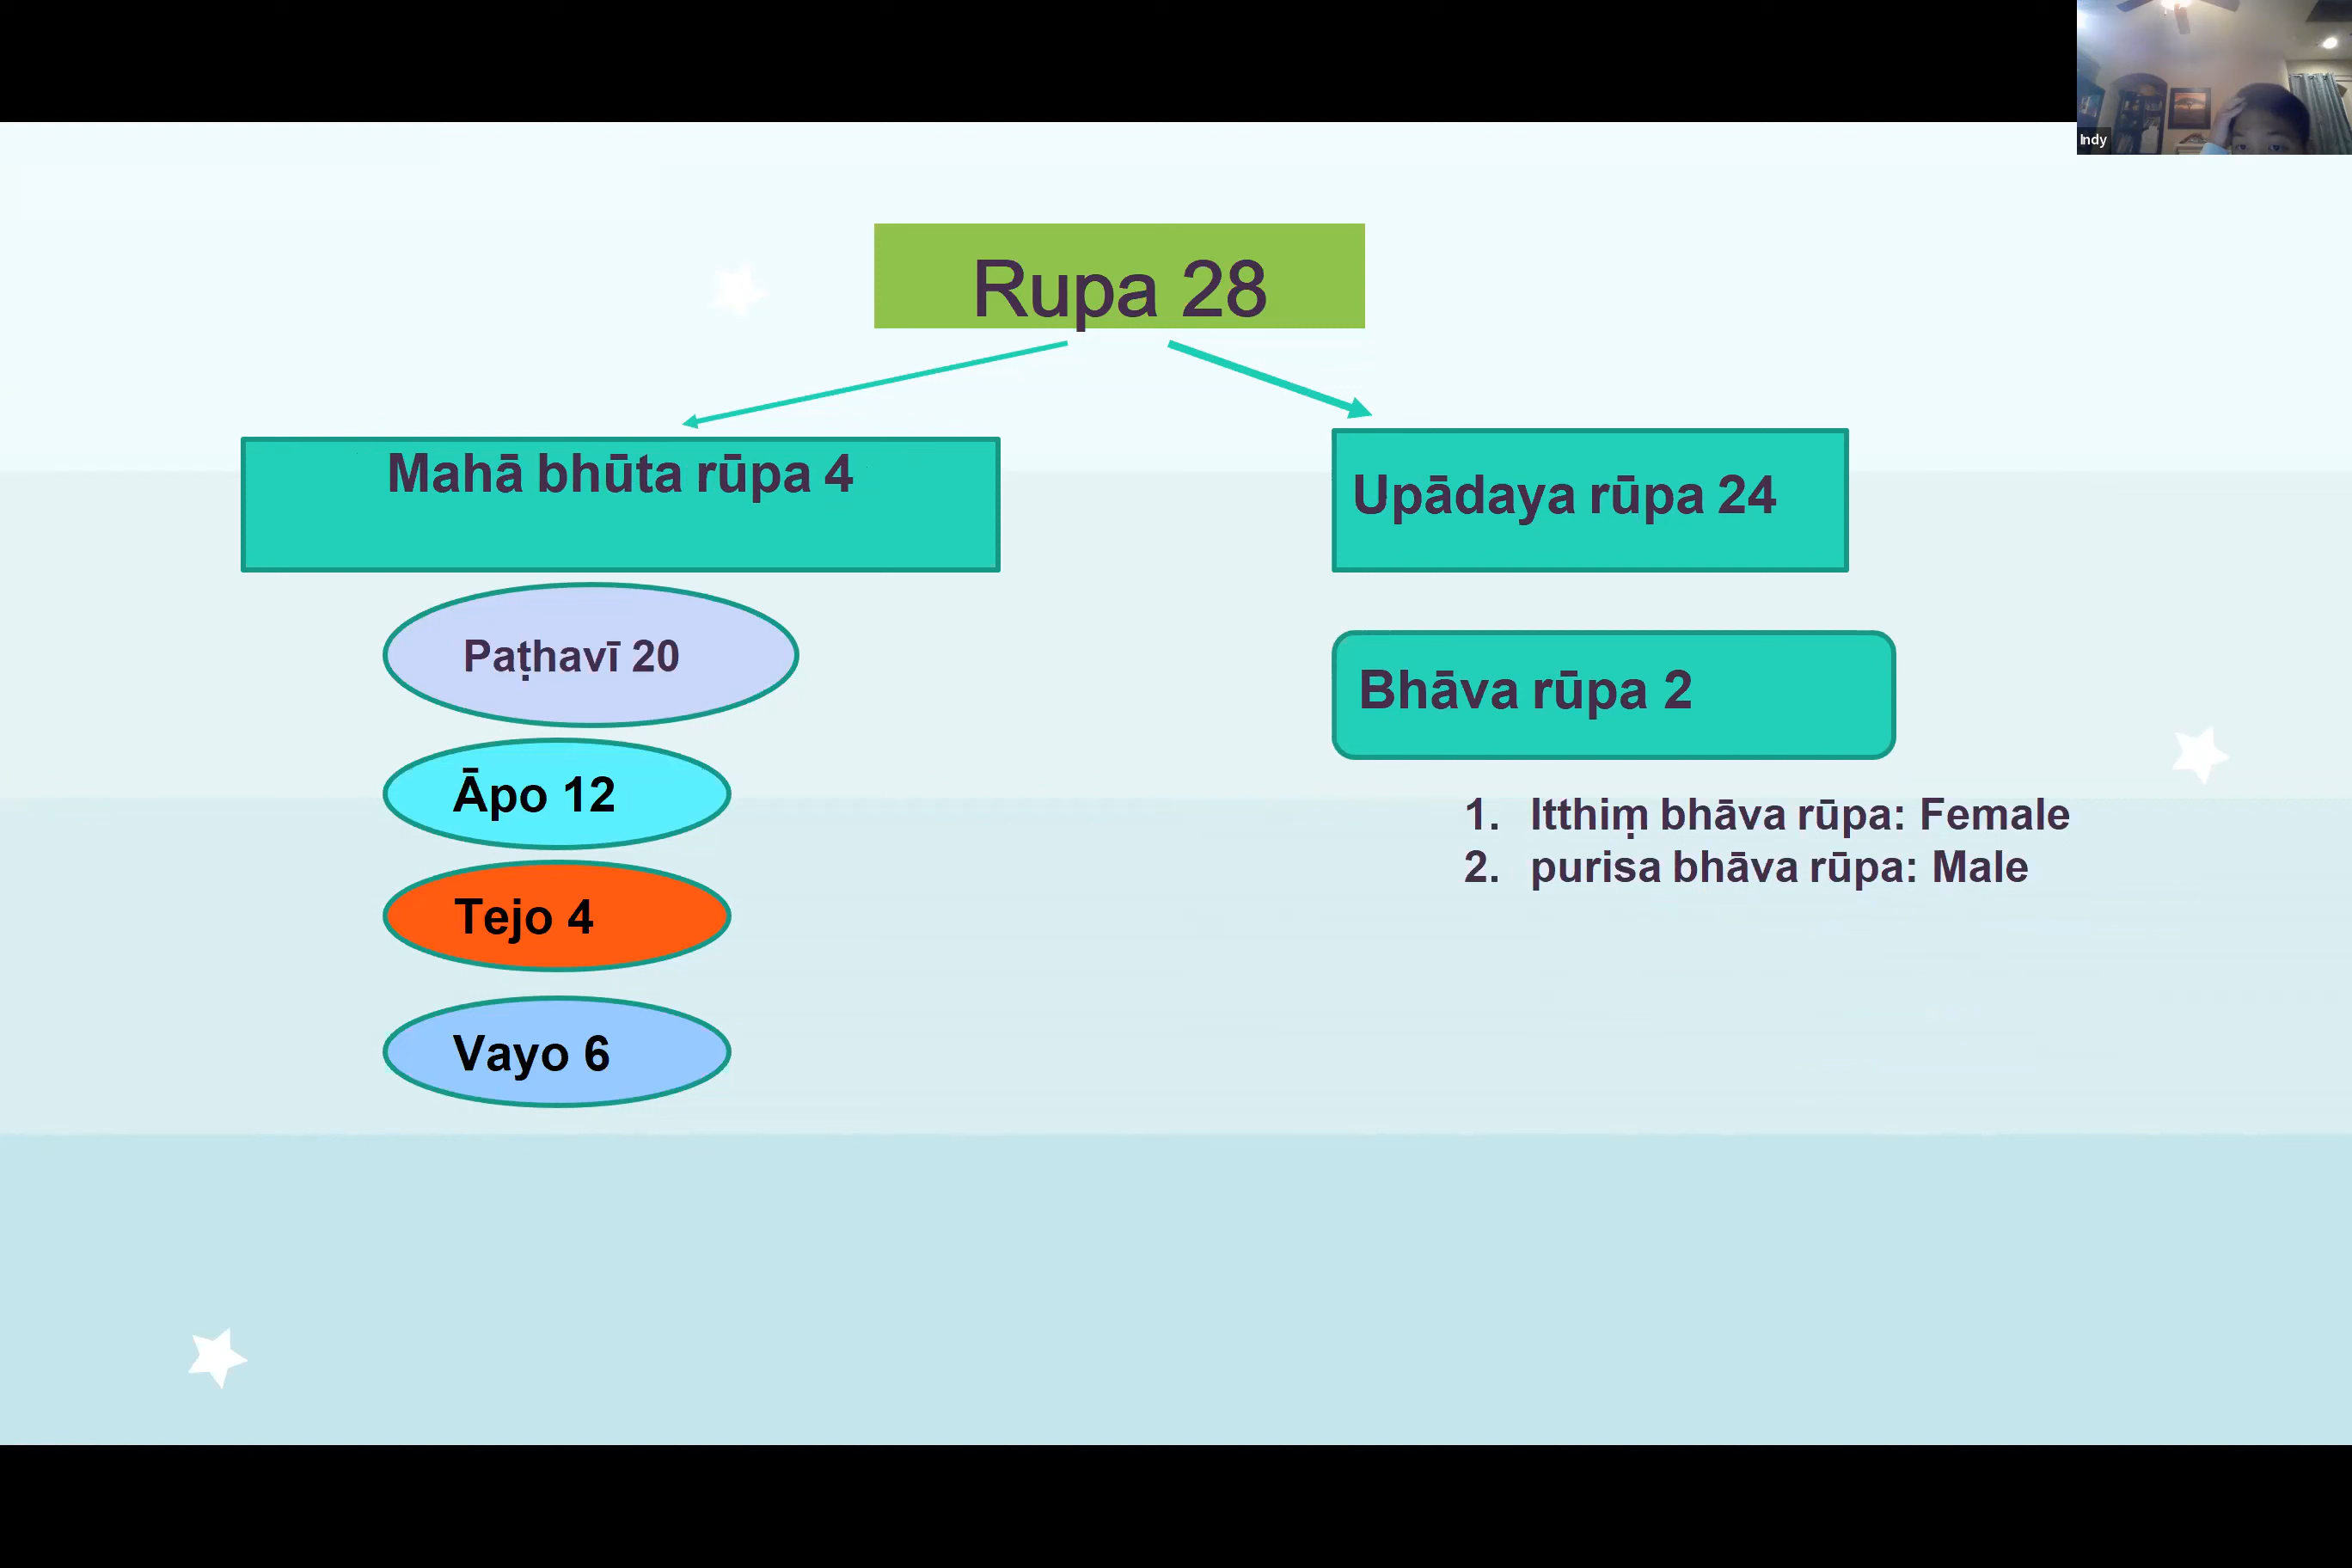 Indy
Rupa 28
Mahā bhūta rūpa 4
Upādaya rūpa 24
Paṭhavī 20
Āpo 12
Tejo 4
Vayo 6
Bhāva rūpa 2
1. Itthiṃ bhāva rūpa: Female
2. purisa bhāva rūpa: Male